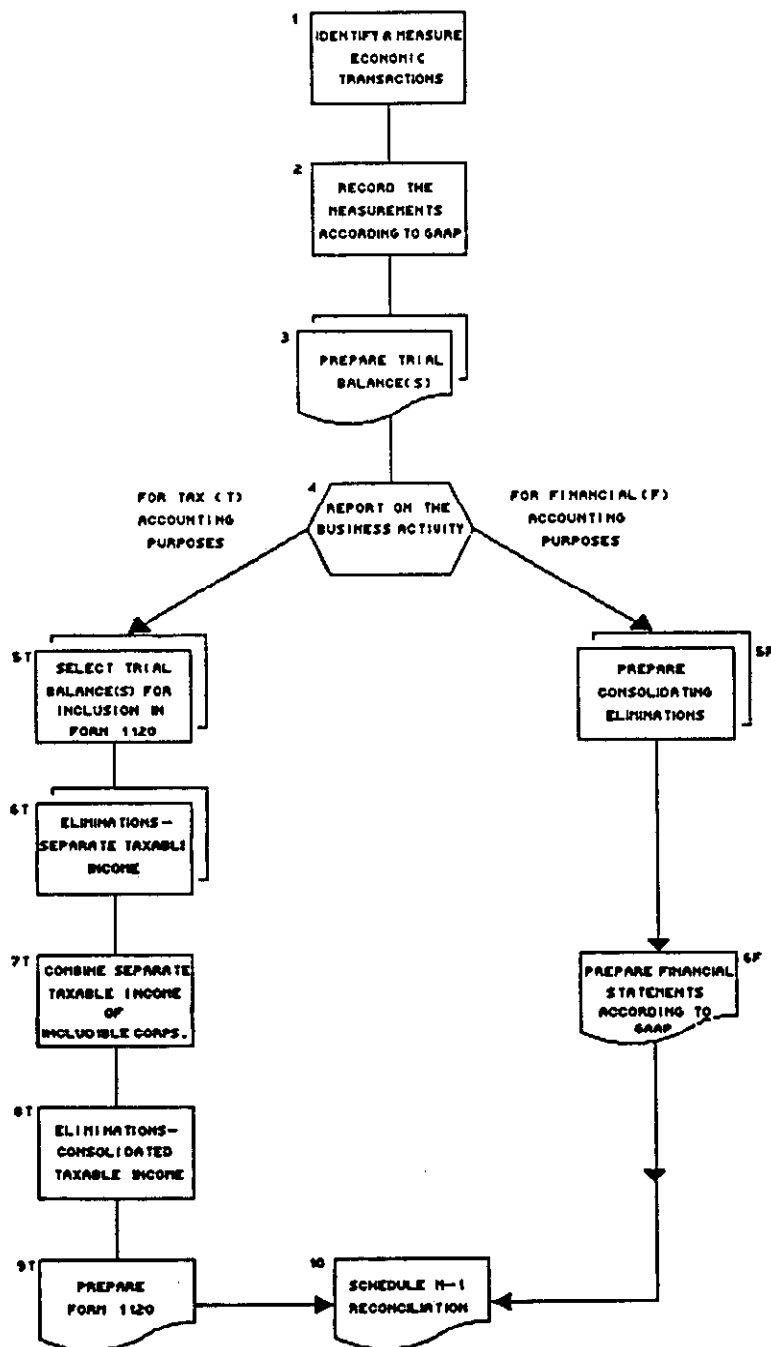 1
IDENTIFY & MEASURE
ECONOMIC
TRANSACTIONS
2
RECORD THE
MEASUREMENTS
ACCORDING TO GAAP
3
PREPARE TRIAL
BALANCE(S)
4
REPORT ON THE
BUSINESS ACTIVITY
FOR TAX (T)
ACCOUNTING
PURPOSES
FOR FINANCIAL (F)
ACCOUNTING
PURPOSES
5T
SELECT TRIAL
BALANCE(S) FOR
INCLUSION IN
FORM 1120
5F
PREPARE
CONSOLIDATING
ELIMINATIONS
6T
ELIMINATIONS-
SEPARATE TAXABLE
INCOME
7T
COMBINE SEPARATE
TAXABLE INCOME
OF
INCLUDIBLE CORPS.
6F
PREPARE FINANCIAL
STATEMENTS
ACCORDING TO
GAAP
8T
ELIMINATIONS-
CONSOLIDATED
TAXABLE INCOME
9T
PREPARE
FORM 1120
10
SCHEDULE M-1
RECONCILIATION